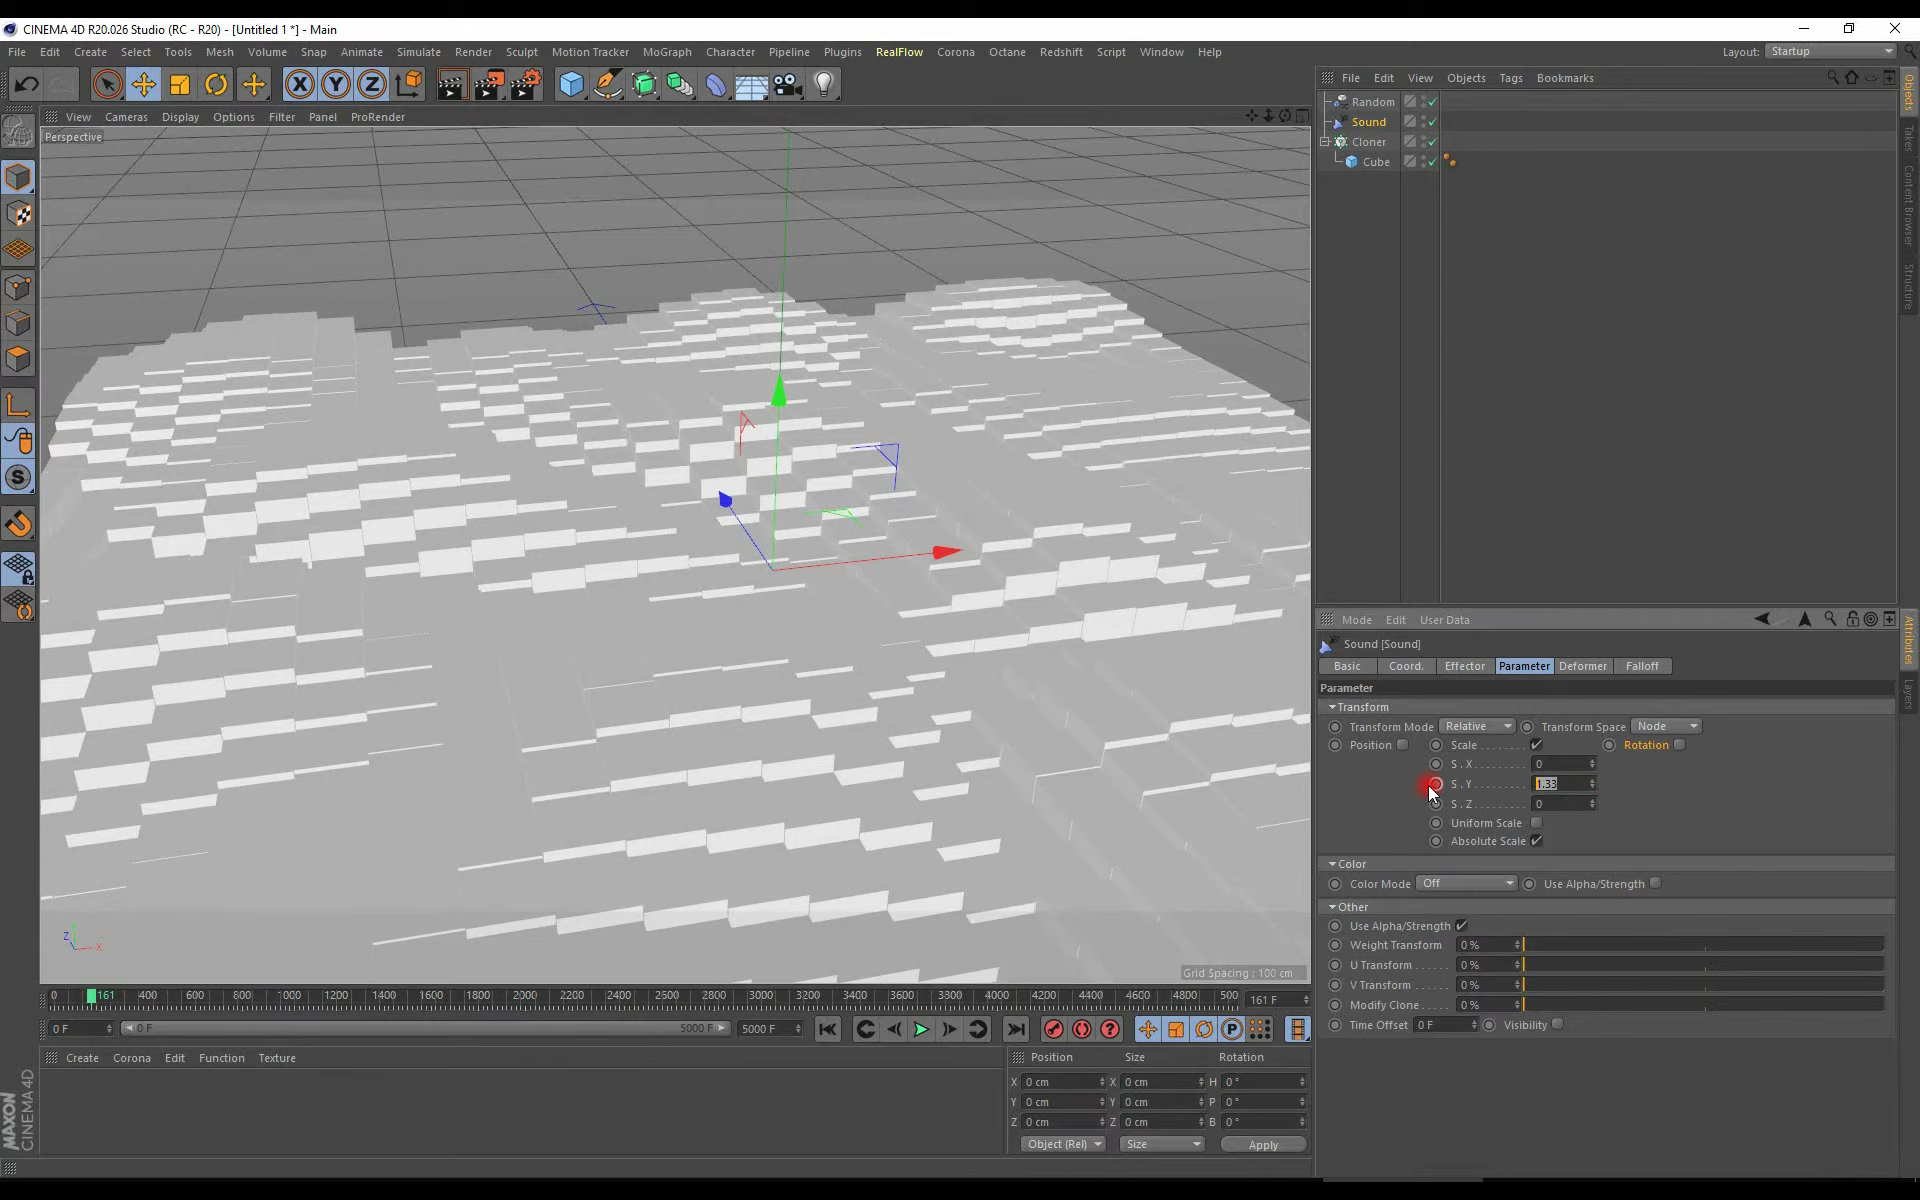 CINEMA 4D R20.026 Studio (RC - R20) - [Untitled 1 *] - Main
File Edit Create Select Tools Mesh Volume Snap Animate Simulate Render Sculpt Motion Tracker MoGraph Character Pipeline Plugins RealFlow Corona Octane Redshift Script Window Help
Layout: Startup
X Y Z
File Edit View Objects Tags Bookmarks
View Cameras Display Options Filter Panel ProRender
Perspective
Random
Sound
Cloner
Cube
Objects
Takes
Content Browser
Structure
S
Mode Edit User Data
Attributes
Layers
Sound [Sound]
Basic Coord. Effector Parameter Deformer Falloff
Parameter
Transform
Transform Mode Relative Transform Space Node
Position Scale . . . . . . . . Rotation
S . X . . . . . . . . 0
S . Y . . . . . . . . 1.33
S . Z . . . . . . . . 0
Uniform Scale
Absolute Scale
Color
Color Mode Off Use Alpha/Strength
Other
Use Alpha/Strength
Weight Transform 0 %
U Transform . . . . . . 0 %
V Transform . . . . . . 0 %
Modify Clone . . . . . 0 %
Time Offset 0 F Visibility
Z X
Grid Spacing : 100 cm
0 161 400 600 800 1000 1200 1400 1600 1800 2000 2200 2500 2800 3000 3200 3400 3600 3800 4000 4200 4400 4600 4800 500 161 F
0 F 0 F 5000 F 5000 F
P
Create Corona Edit Function Texture
Position Size Rotation
X 0 cm X 0 cm H 0 °
Y 0 cm Y 0 cm P 0 °
Z 0 cm Z 0 cm B 0 °
Object (Rel) Size Apply
MAXON
CINEMA 4D